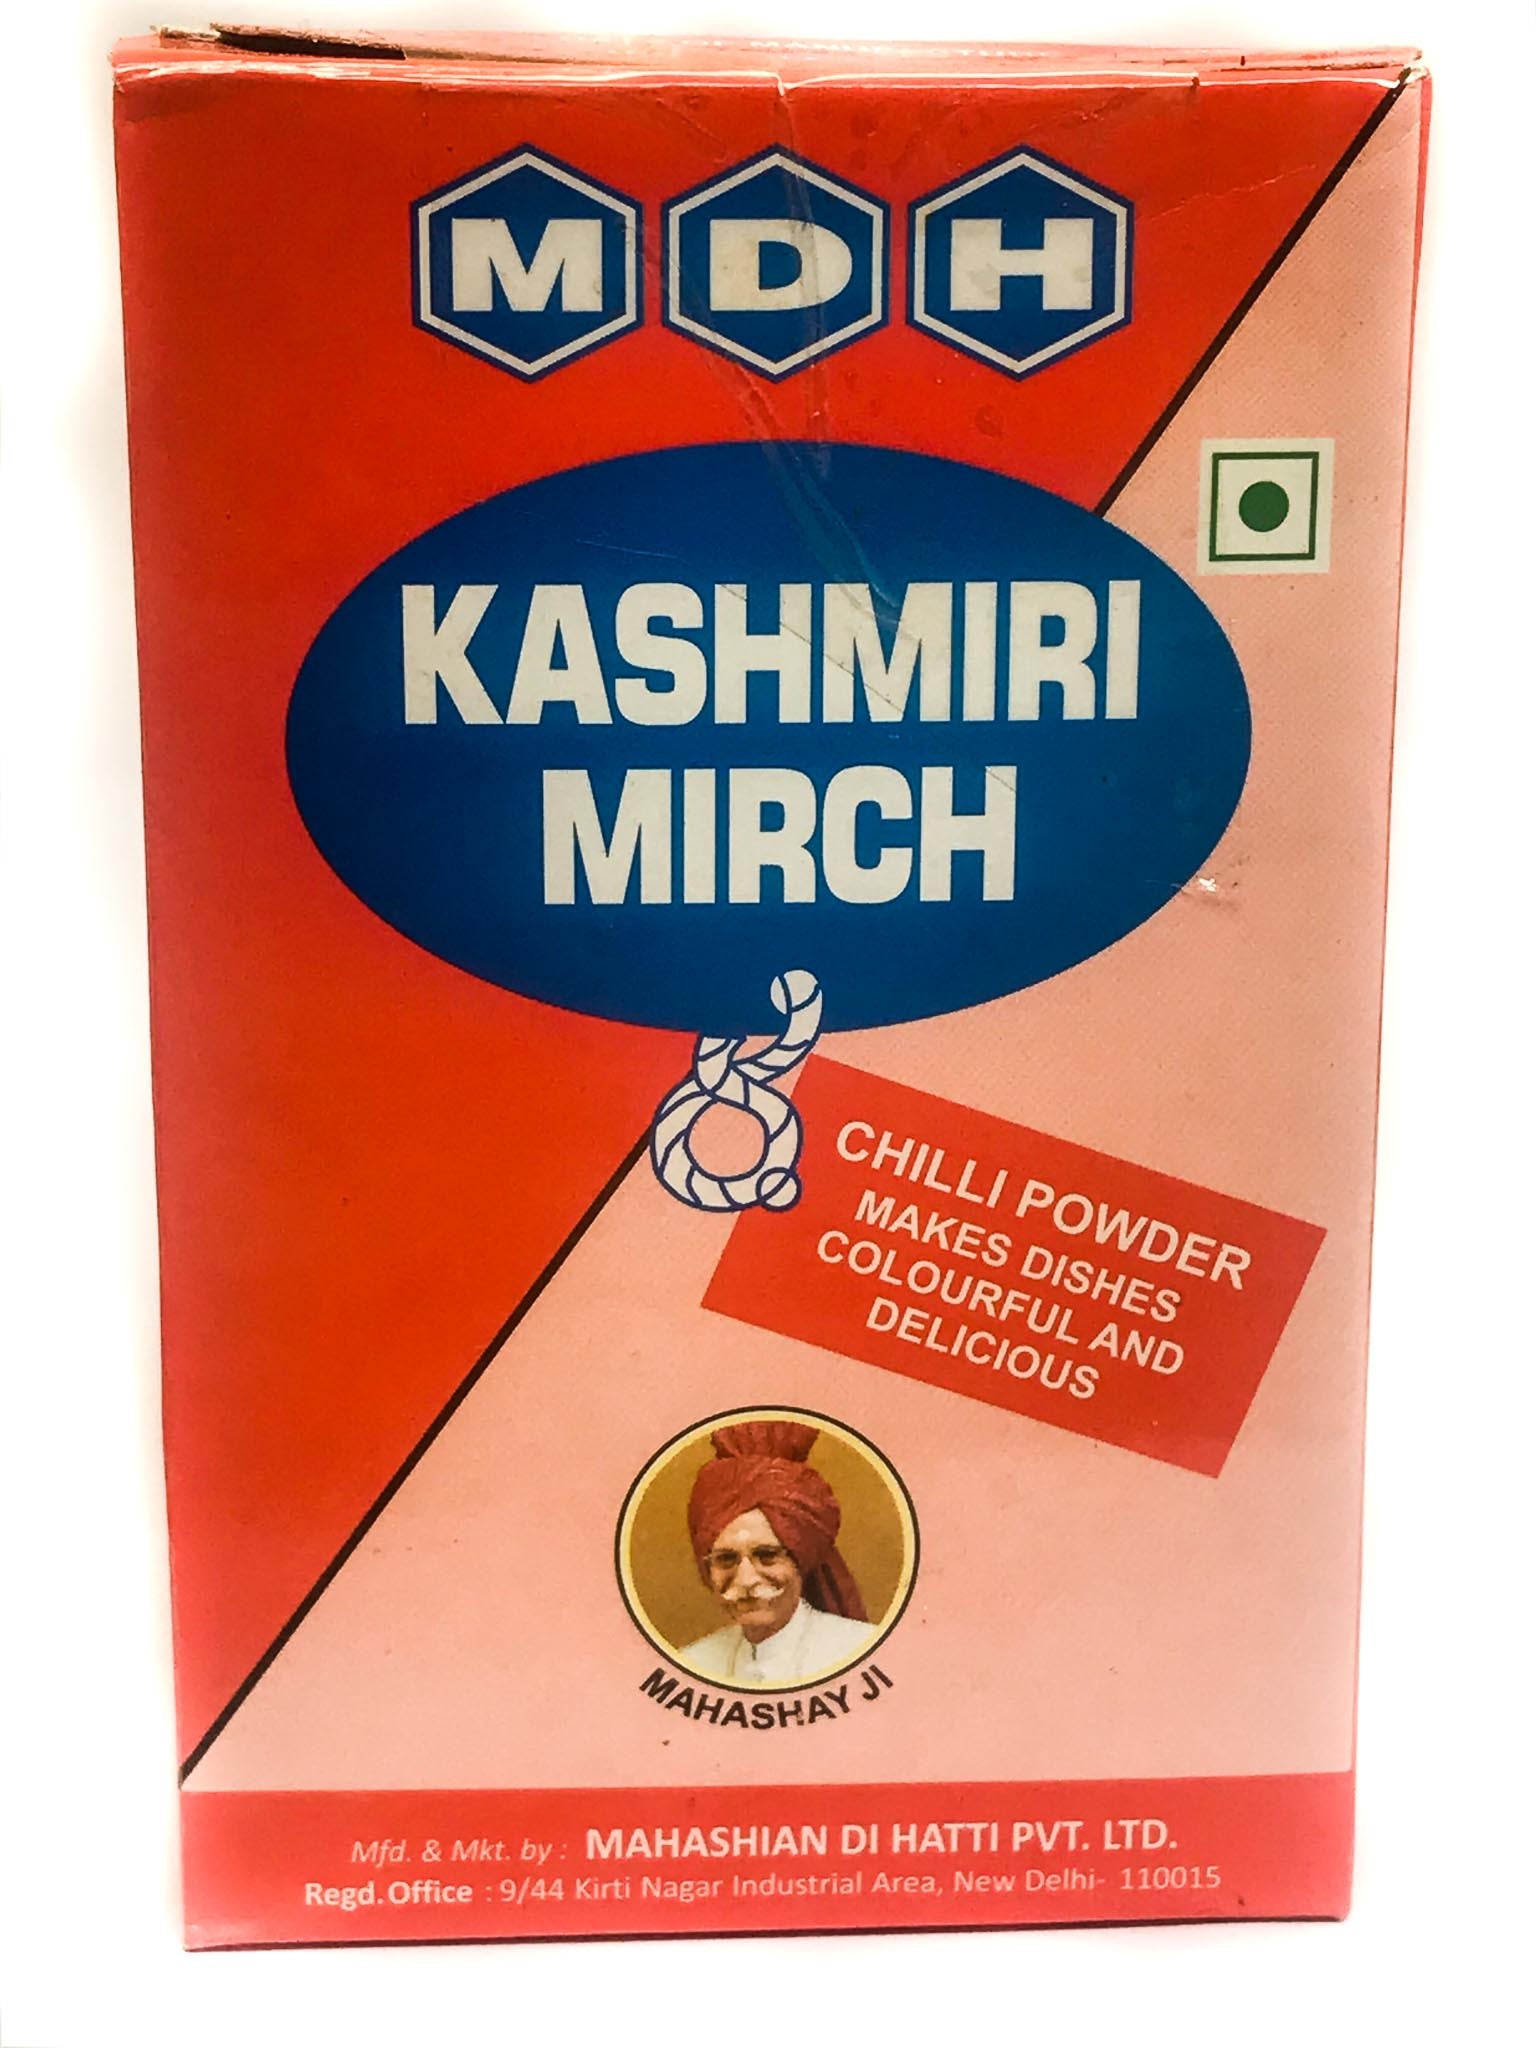 MDH
KASHMIRI
MIRCH
CHILLI POWDER
MAKES DISHES
COLOURFUL AND
DELICIOUS
MAHASHAY JI
Mfd. & Mkt. by : MAHASHIAN DI HATTI PVT. LTD.
Regd. Office : 9/44 Kirti Nagar Industrial Area, New Delhi- 110015